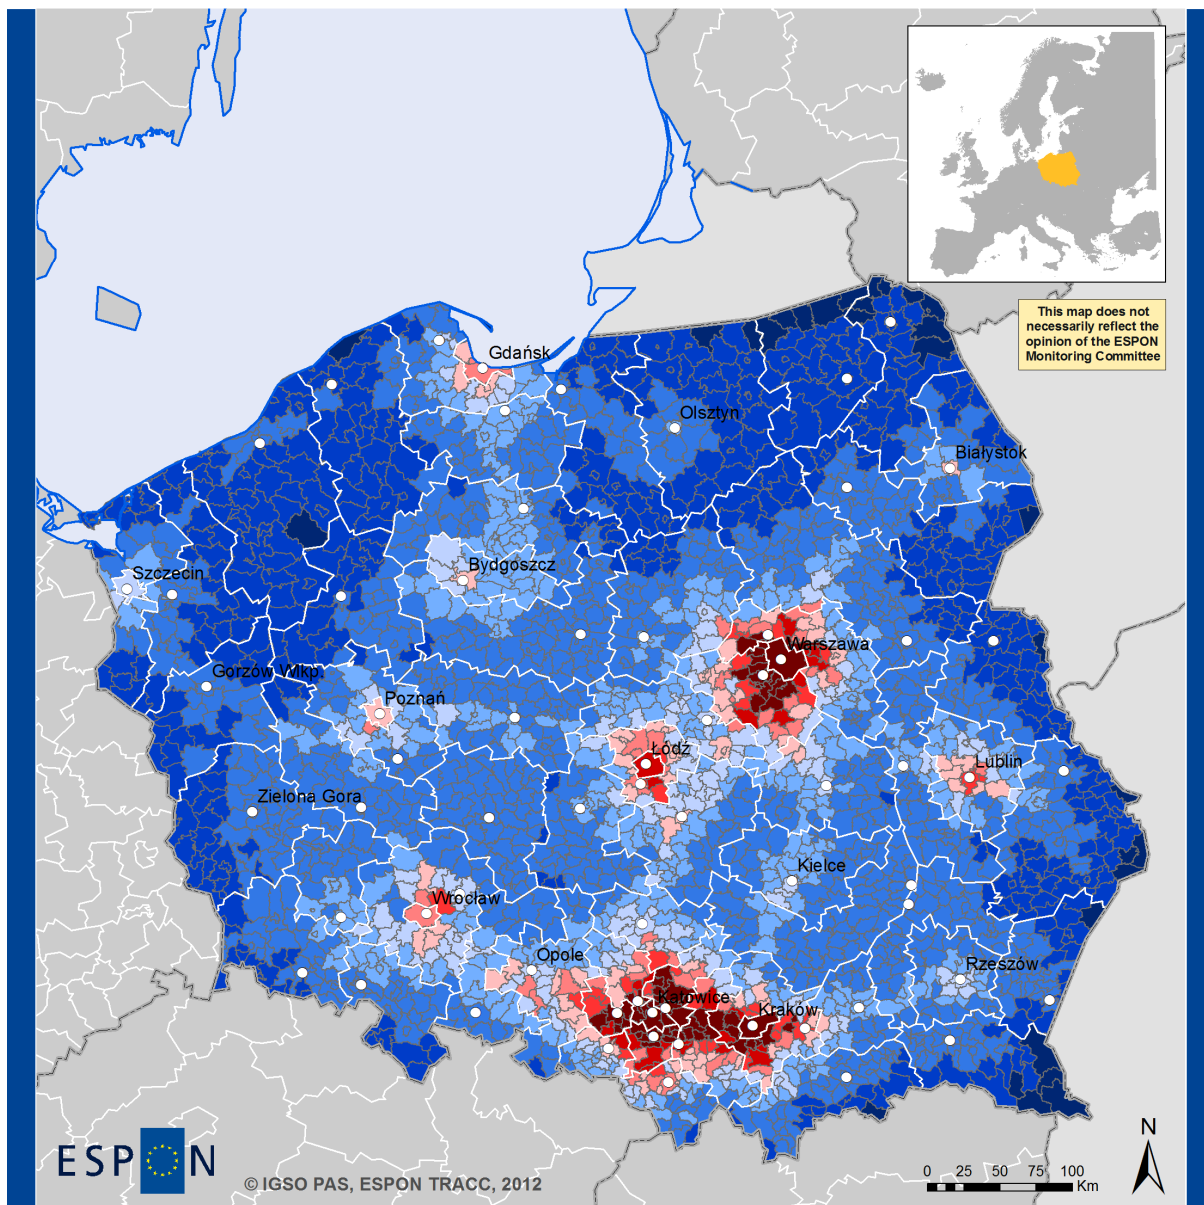 This map does not
necessarily reflect the
opinion of the ESPON
Monitoring Committee
Gdańsk
Olsztyn
Białystok
Szczecin
Bydgoszcz
Warszawa
Gorzów Wlkp.
Poznań
Łódź
Lublin
Zielona Gora
Kielce
Wrocław
Opole
Rzeszów
Katowice
Kraków
N
ESPON
© IGSO PAS, ESPON TRACC, 2012
0 25 50 75 100
Km